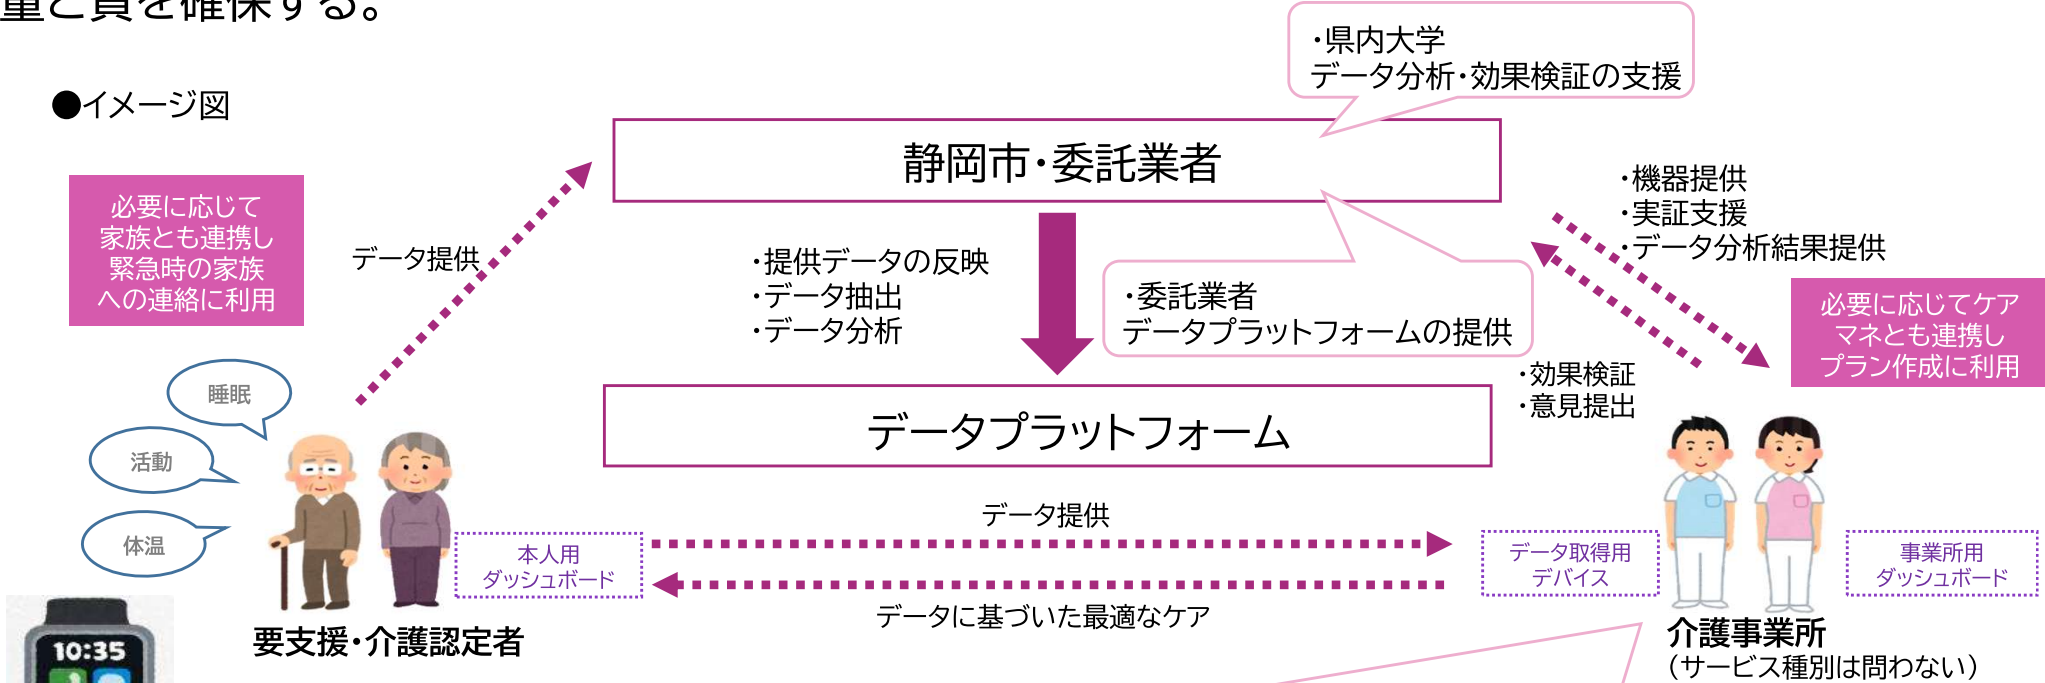 量と質を確保する。
●イメージ図
・県内大学
データ分析・効果検証の支援
静岡市・委託業者
必要に応じて
家族とも連携し
緊急時の家族
への連絡に利用
データ提供
・提供データの反映
・データ抽出
・データ分析
・委託業者
データプラットフォームの提供
・機器提供
・実証支援
・データ分析結果提供
必要に応じてケア
マネとも連携し
プラン作成に利用
・効果検証
・意見提出
データプラットフォーム
睡眠
活動
体温
データ提供
本人用
ダッシュボード
データ取得用
デバイス
事業所用
ダッシュボード
データに基づいた最適なケア
要支援・介護認定者
介護事業所
（サービス種別は問わない）
10:35